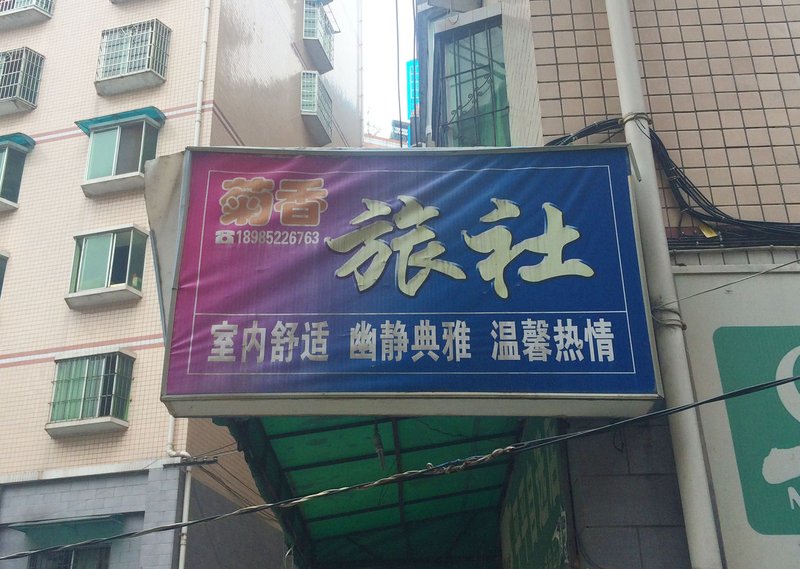 菊香
☎18985226763
旅社
室内舒适 幽静典雅 温馨热情